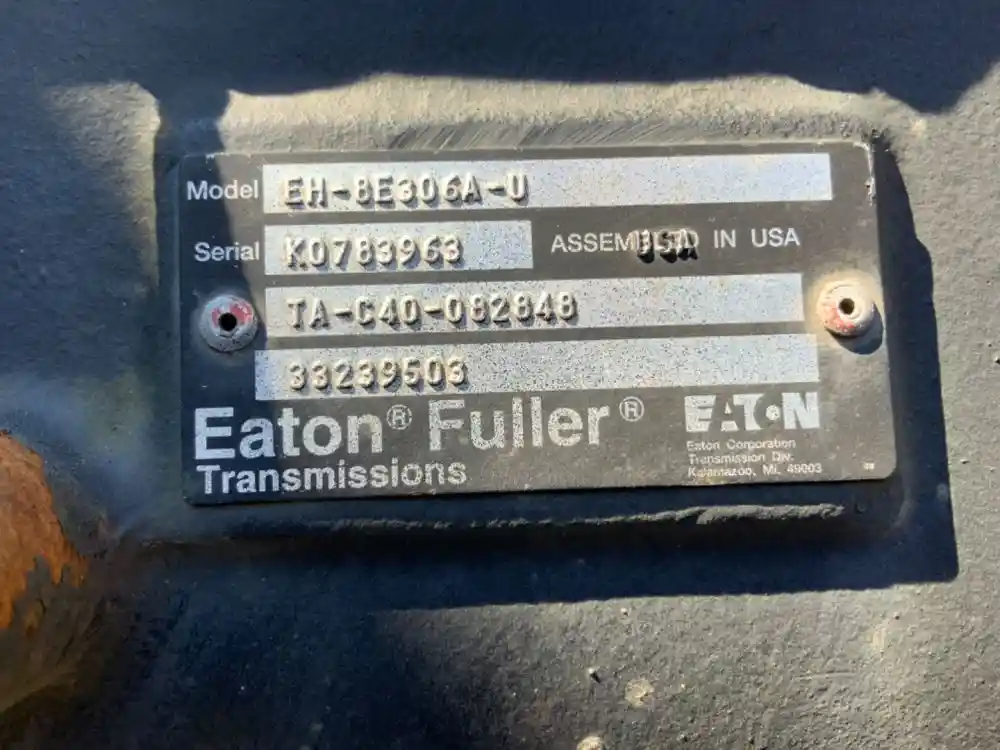 Model EH-8E306A-U
Serial K0783963 ASSEMBLED IN USA
USA
TA-C40-082848
33239503
Eaton® Fuller®
Transmissions
EATON
Eaton Corporation
Transmission Div.
Kalamazoo, MI. 49003